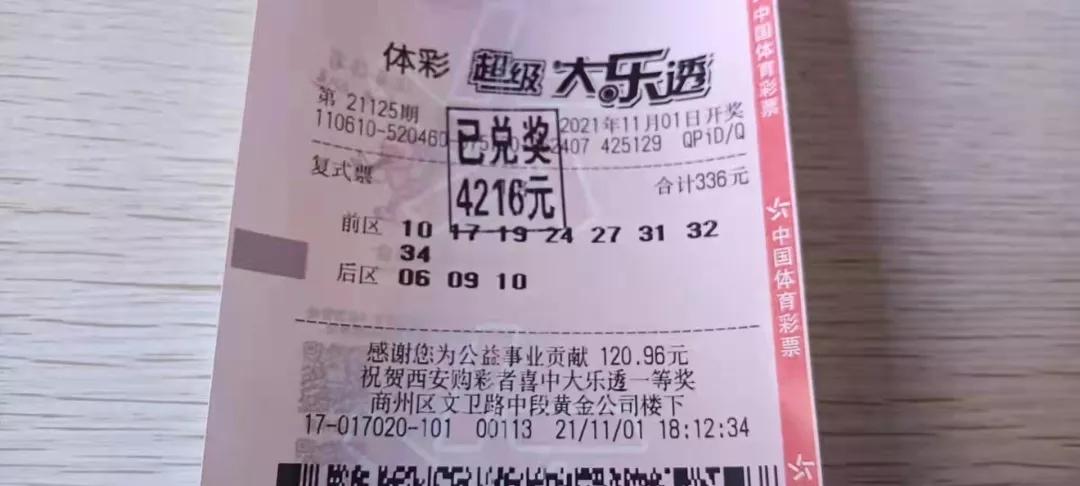 体彩 超级大乐透
第 21125期 2021年11月01日开奖
110610-520460 2407 425129 QPiD/Q
已兑奖
4216元
复式票 合计336元
前区 10 17 19 24 27 31 32
34
后区 06 09 10
感谢您为公益事业贡献 120.96元
祝贺西安购彩者喜中大乐透一等奖
商州区文卫路中段黄金公司楼下
17-017020-101 00113 21/11/01 18:12:34
中国体育彩票
中国体育彩票